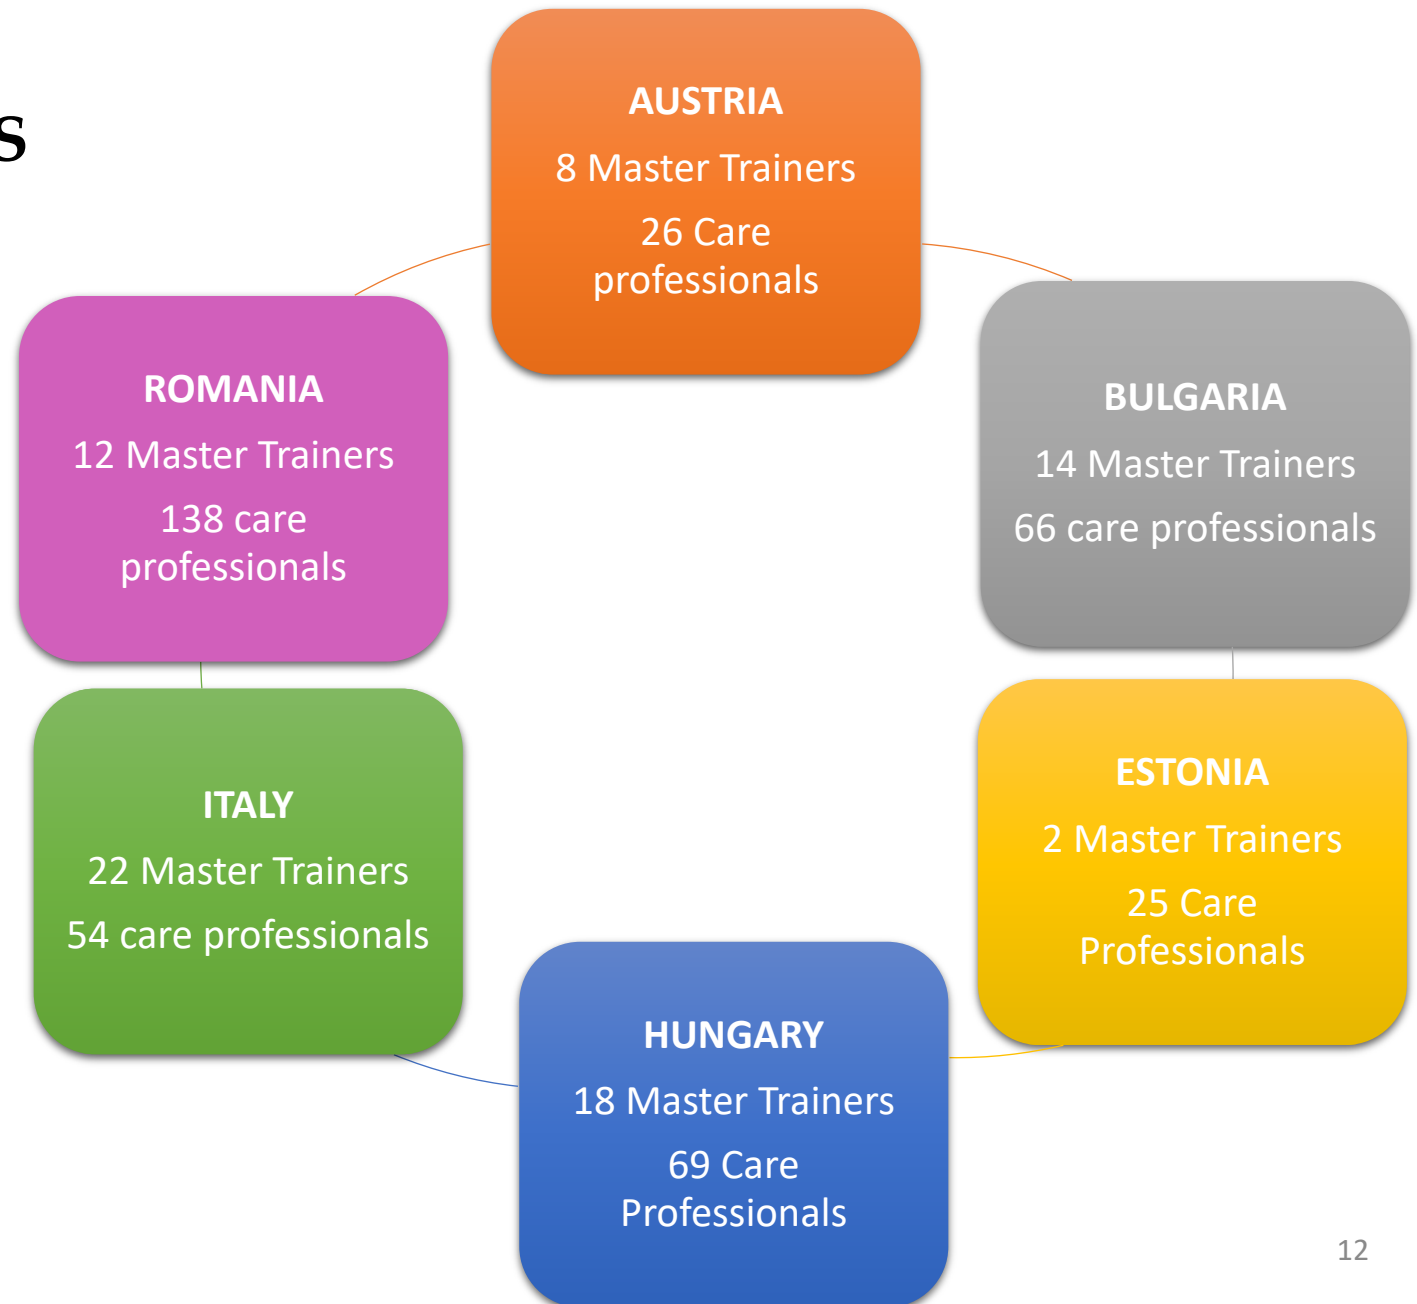 s
AUSTRIA
8 Master Trainers
26 Care
professionals
BULGARIA
14 Master Trainers
66 care professionals
ESTONIA
2 Master Trainers
25 Care
Professionals
HUNGARY
18 Master Trainers
69 Care
Professionals
ITALY
22 Master Trainers
54 care professionals
ROMANIA
12 Master Trainers
138 care
professionals
12